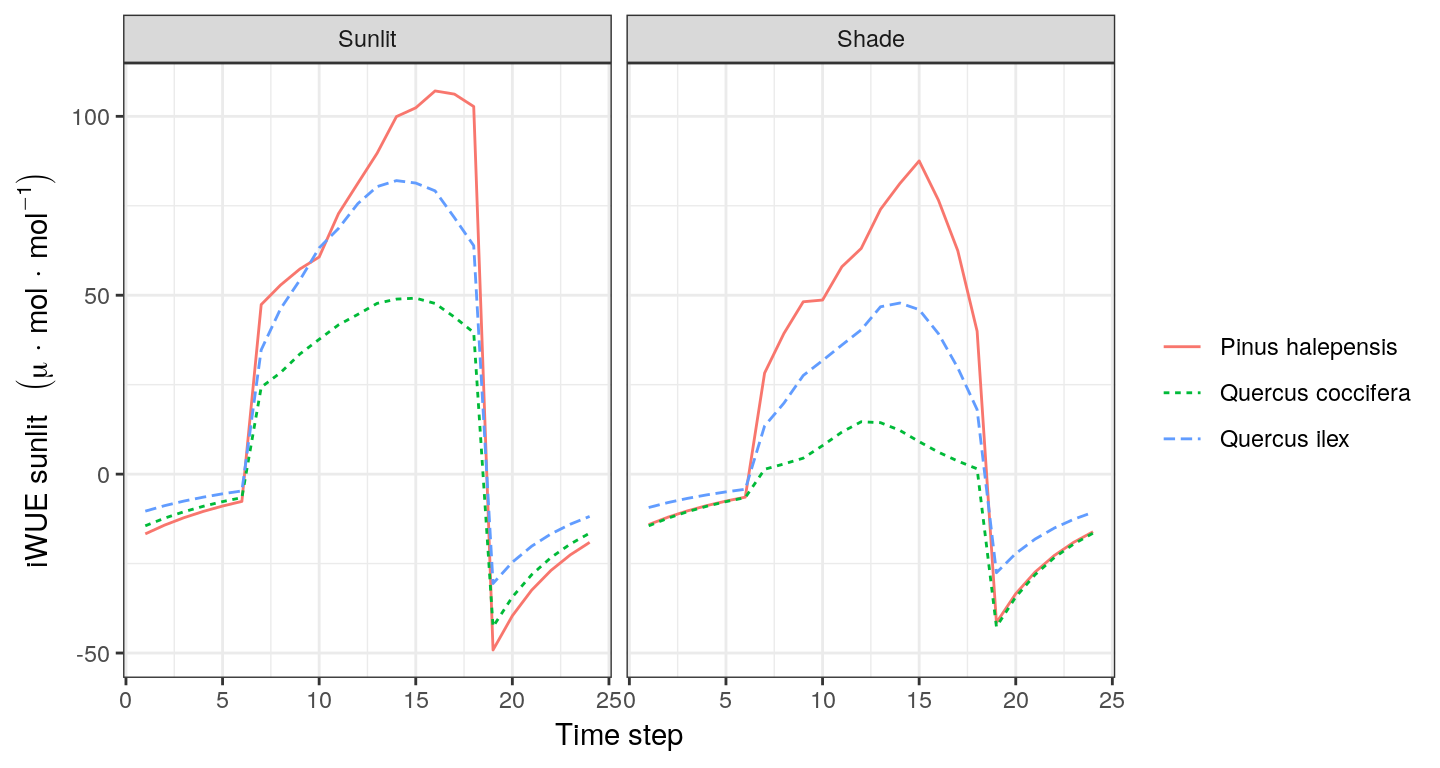 Sunlit
Shade
iWUE sunlit (μ · mol · mol⁻¹)
100
50
0
-50
0 5 10 15 20 25
0 5 10 15 20 25
Time step
Pinus halepensis
Quercus coccifera
Quercus ilex